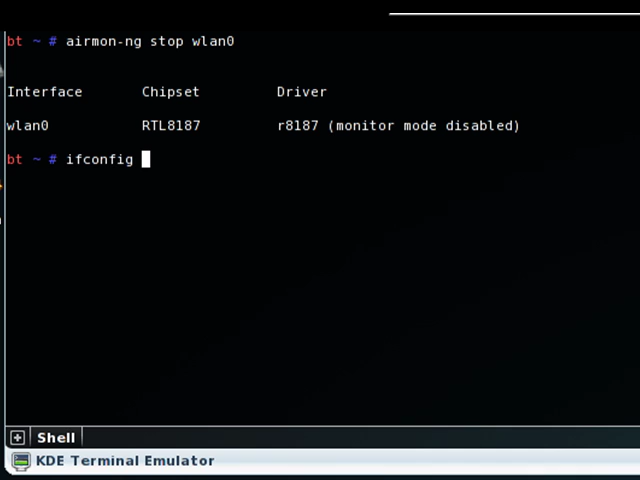 bt ~ # airmon-ng stop wlan0
Interface Chipset Driver
wlan0 RTL8187 r8187 (monitor mode disabled)
bt ~ # ifconfig
Shell
KDE Terminal Emulator